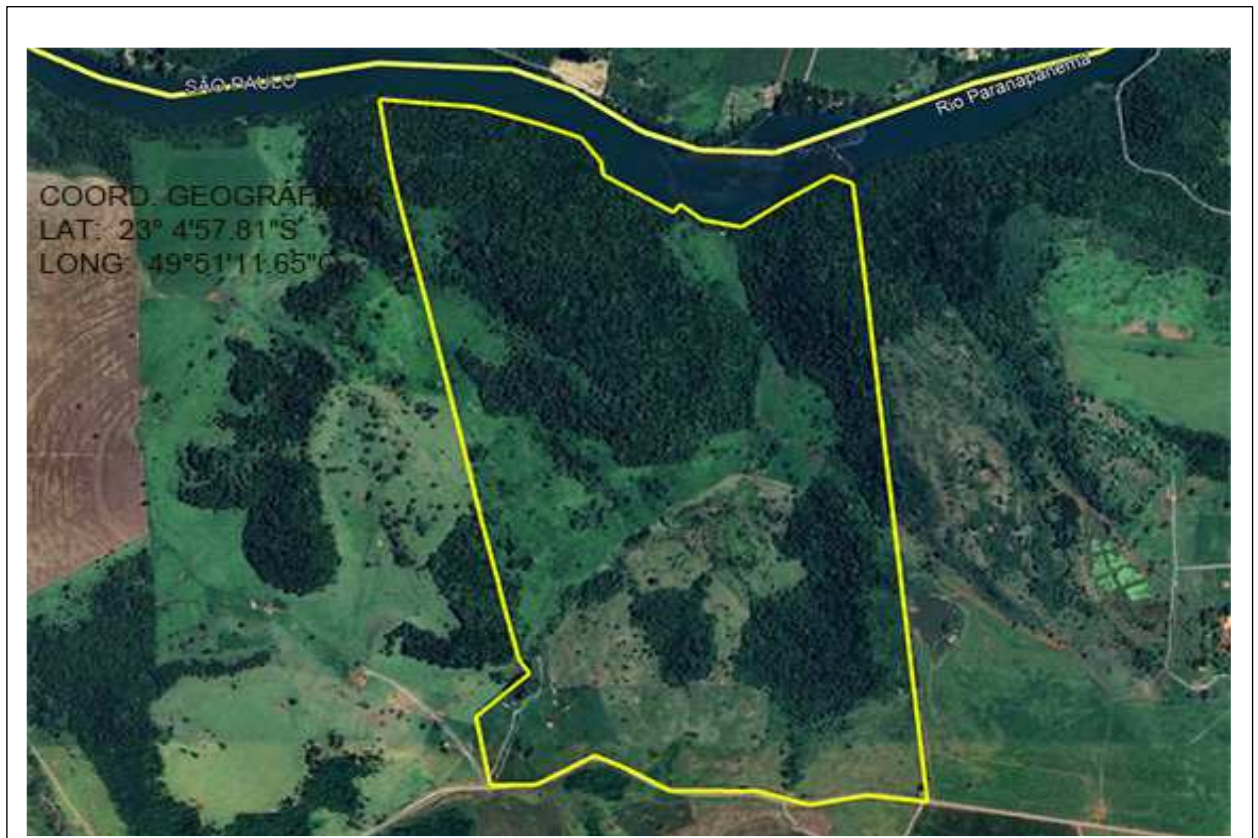 SÃO PAULO
Rio Paranapanema
COORD. GEOGRÁFICAS
LAT: 23° 4'57.81"S
LONG: 49°51'11.65"O